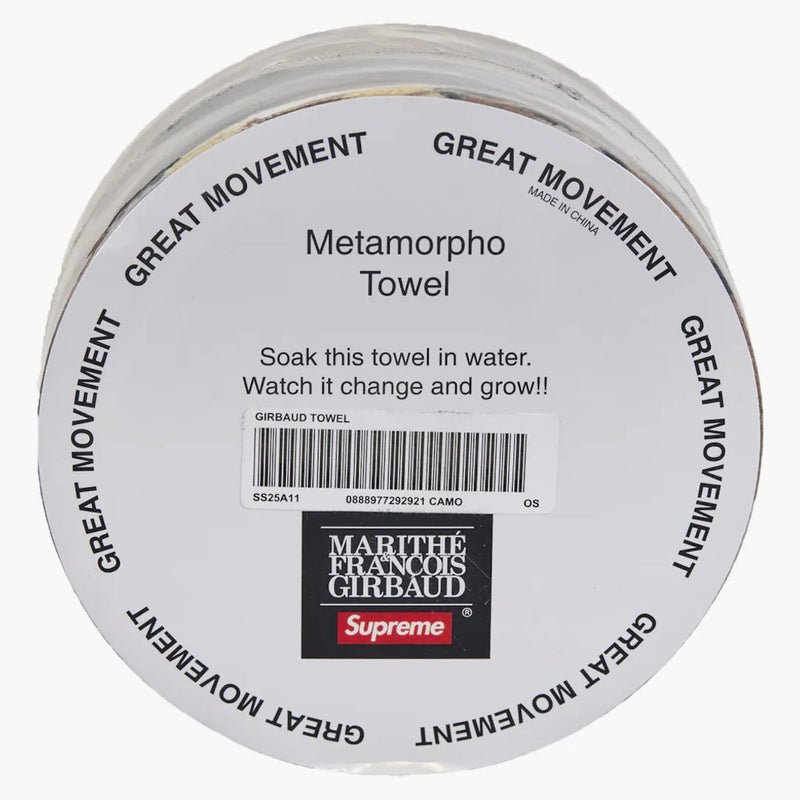 GREAT MOVEMENT
GREAT MOVEMENT
MADE IN CHINA
Metamorpho
Towel
GREAT MOVEMENT
GREAT MOVEMENT
Soak this towel in water.
Watch it change and grow!!
GIRBAUD TOWEL
SS25A11 0888977292921 CAMO OS
MARITHÉ
&
FRANÇOIS
GIRBAUD
Supreme ®
GREAT MOVEMENT
GREAT MOVEMENT